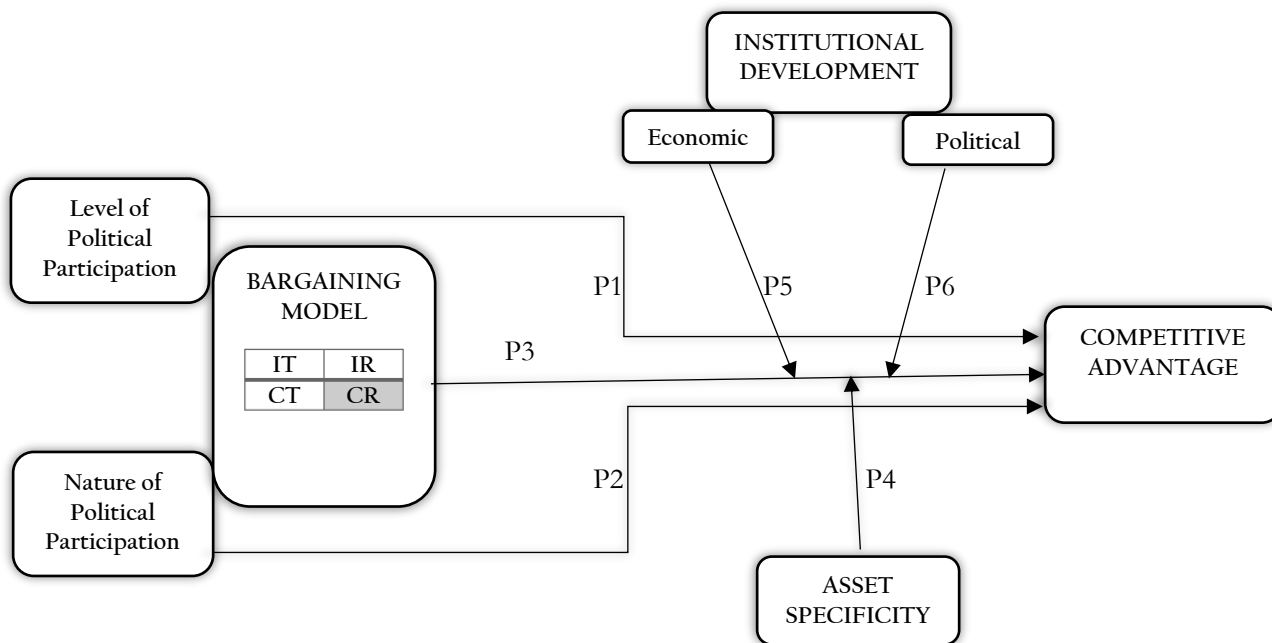 INSTITUTIONAL
DEVELOPMENT
Economic
Political
Level of
Political
Participation
BARGAINING
MODEL
IT IR
CT CR
P1
P5
P6
P3
COMPETITIVE
ADVANTAGE
Nature of
Political
Participation
P2
P4
ASSET
SPECIFICITY